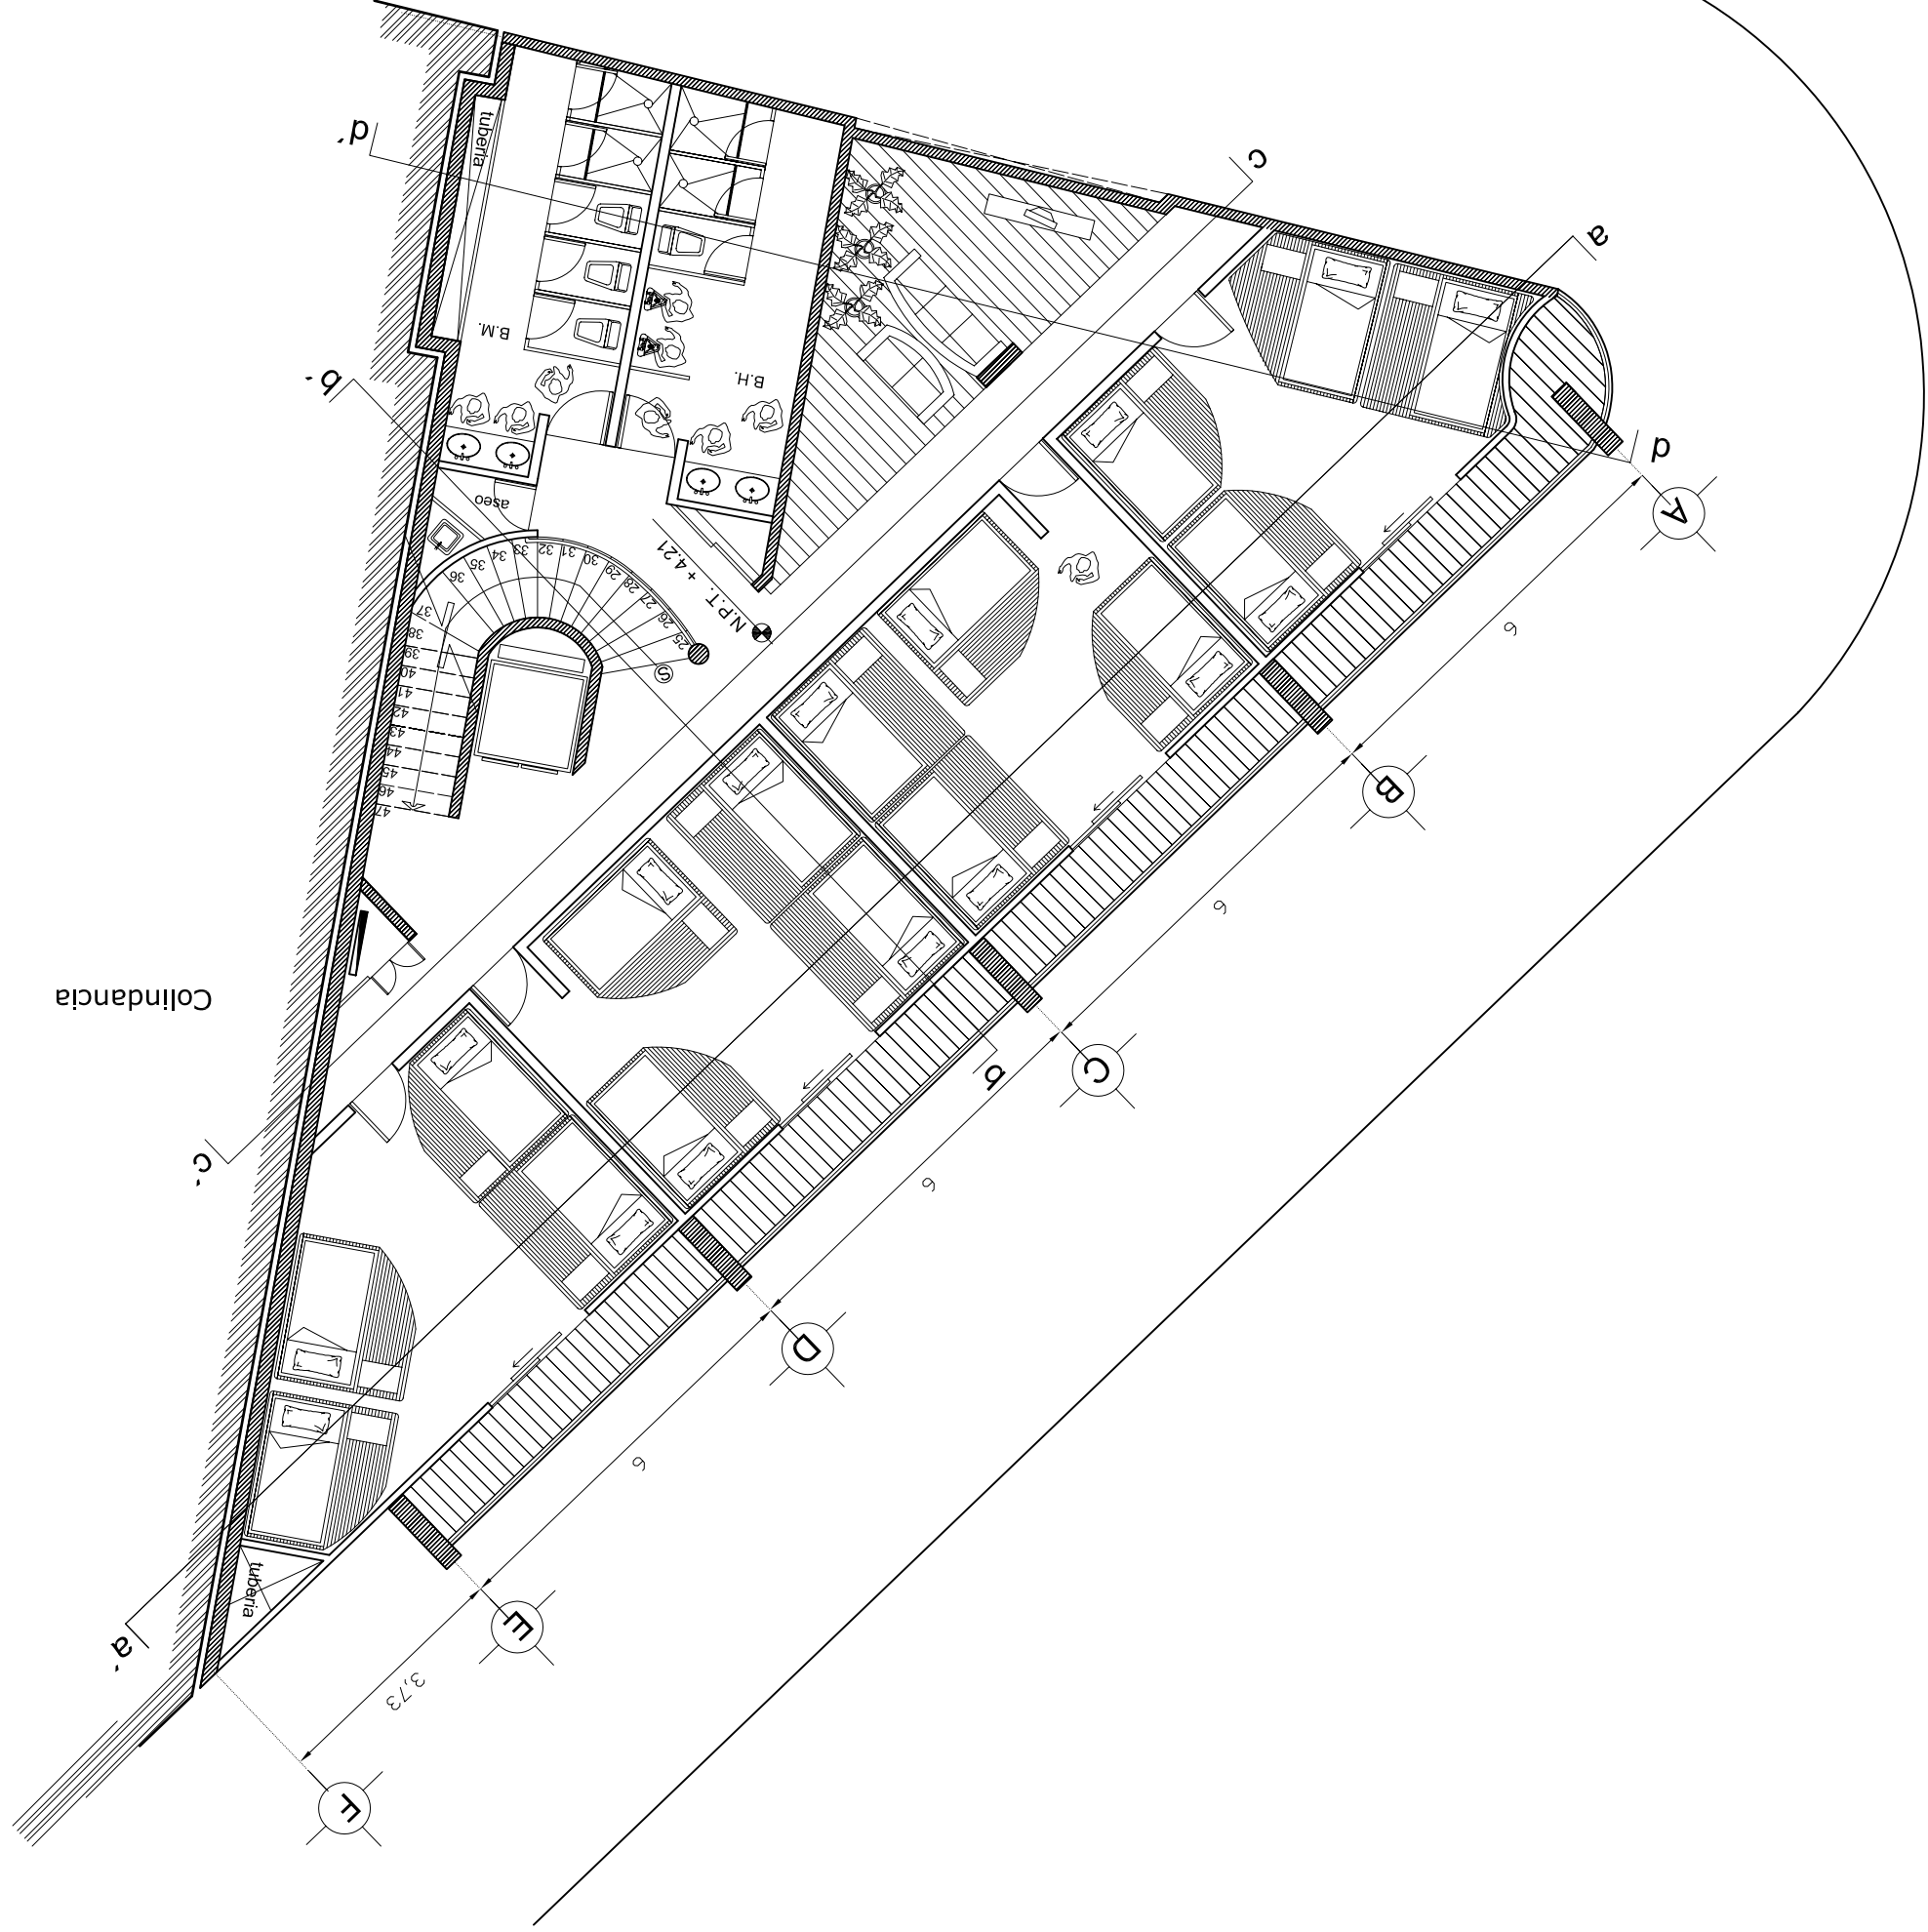 d´
c
a
tuberia
B.M.
B.H.
b´
d
A
aseo
N.P.T. + 4.21
25
26
27
28
29
30
31
32
33
34
35
36
37
38
39
40
41
42
43
44
45
46
47
S
6
B
6
Colindancia
C
b
c´
6
D
6
tuberia
E
a´
3,73
F